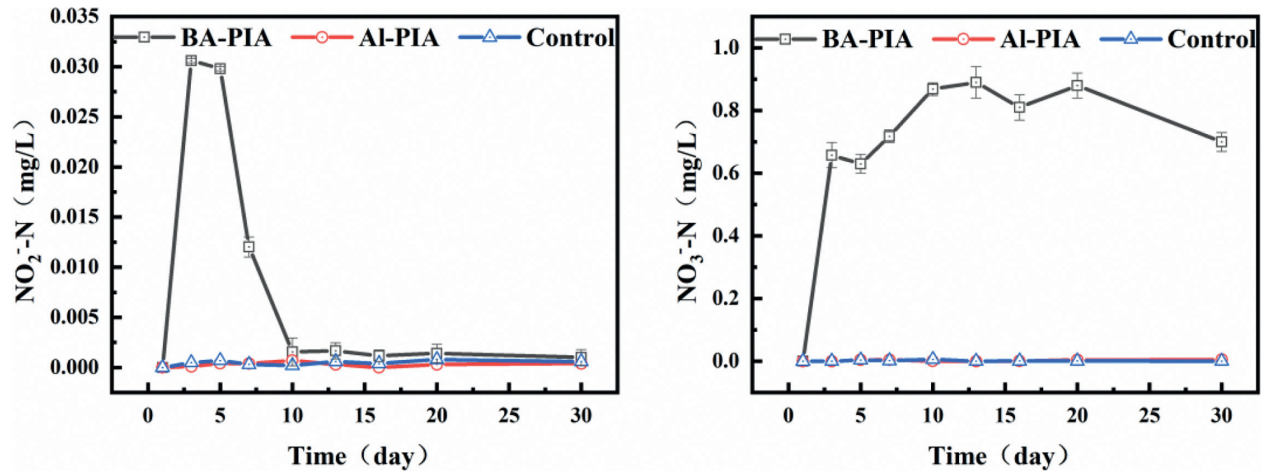 BA-PIA Al-PIA Control
0.035
0.030
0.025
0.020
0.015
0.010
0.005
0.000
NO₂⁻-N（mg/L）
0 5 10 15 20 25 30
Time（day）
BA-PIA Al-PIA Control
1.0
0.8
0.6
0.4
0.2
0.0
NO₃⁻-N（mg/L）
0 5 10 15 20 25 30
Time（day）